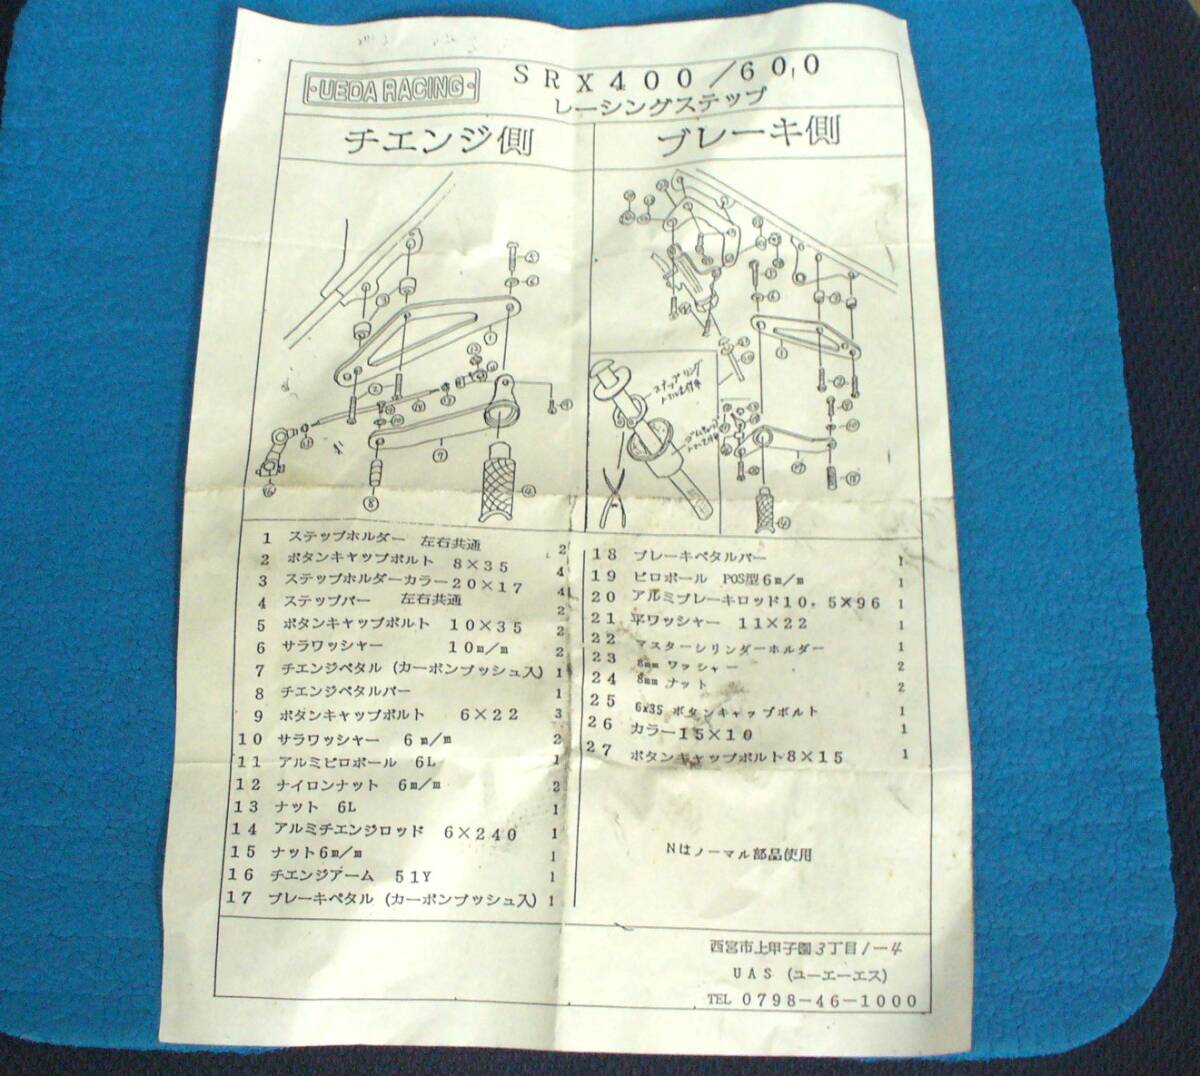 UEDA RACING
SRX400/600
レーシングステップ
チエンジ側
ブレーキ側
ステップリング
1 ステップホルダー 左右共通 2
2 ボタンキャップボルト 8×35 4
3 ステップホルダーカラー20×17 4
4 ステップバー 左右共通 2
5 ボタンキャップボルト 10×35 2
6 サラワッシャー 10m/m 2
7 チエンジペタル (カーボンブッシュ入) 1
8 チエンジペタルバー 1
9 ボタンキャップボルト 6×22 3
10 サラワッシャー 6m/m 2
11 アルミピロボール 6L 1
12 ナイロンナット 6m/m 2
13 ナット 6L 1
14 アルミチエンジロッド 6×240 1
15 ナット6m/m 1
16 チエンジアーム 51Y 1
17 ブレーキペタル (カーボンブッシュ入) 1
18 ブレーキペタルバー 1
19 ピロボール POS型6m/m 1
20 アルミブレーキロッド10.5×96 1
21 平ワッシャー 11×22 1
22 マスターシリンダーホルダー 1
23 8mm ワッシャー 2
24 8mm ナット 2
25 6x35 ボタンキャップボルト 1
26 カラー15×10 1
27 ボタンキャップボルト8×15 1
Nはノーマル部品使用
西宮市上甲子園3丁目1-4
UAS (ユーエーエス)
TEL 0798-46-1000